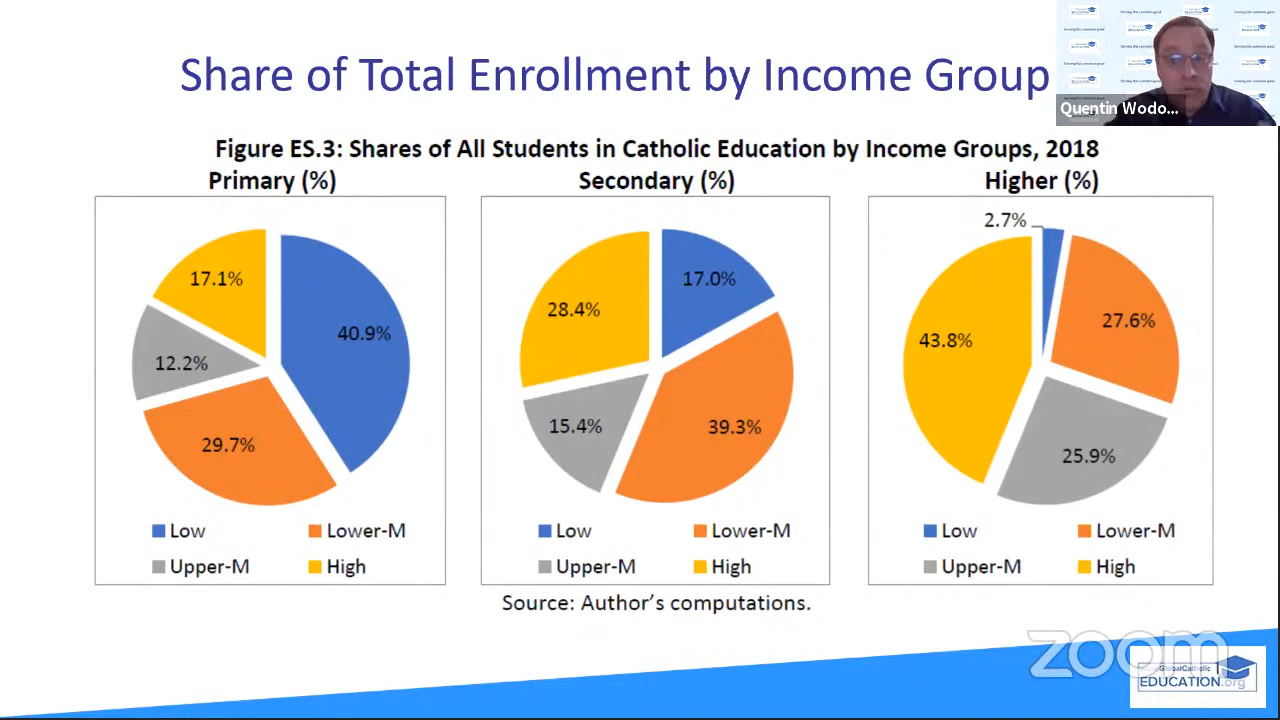 Share of Total Enrollment by Income Group
Quentin Wodo...
Figure ES.3: Shares of All Students in Catholic Education by Income Groups, 2018
Primary (%)
Secondary (%)
Higher (%)
17.1%
40.9%
12.2%
29.7%
Low
Lower-M
Upper-M
High
28.4%
17.0%
15.4%
39.3%
Low
Lower-M
Upper-M
High
2.7%
43.8%
27.6%
25.9%
Low
Lower-M
Upper-M
High
Source: Author's computations.
zoom
GlobalCatholic
EDUCATION.org